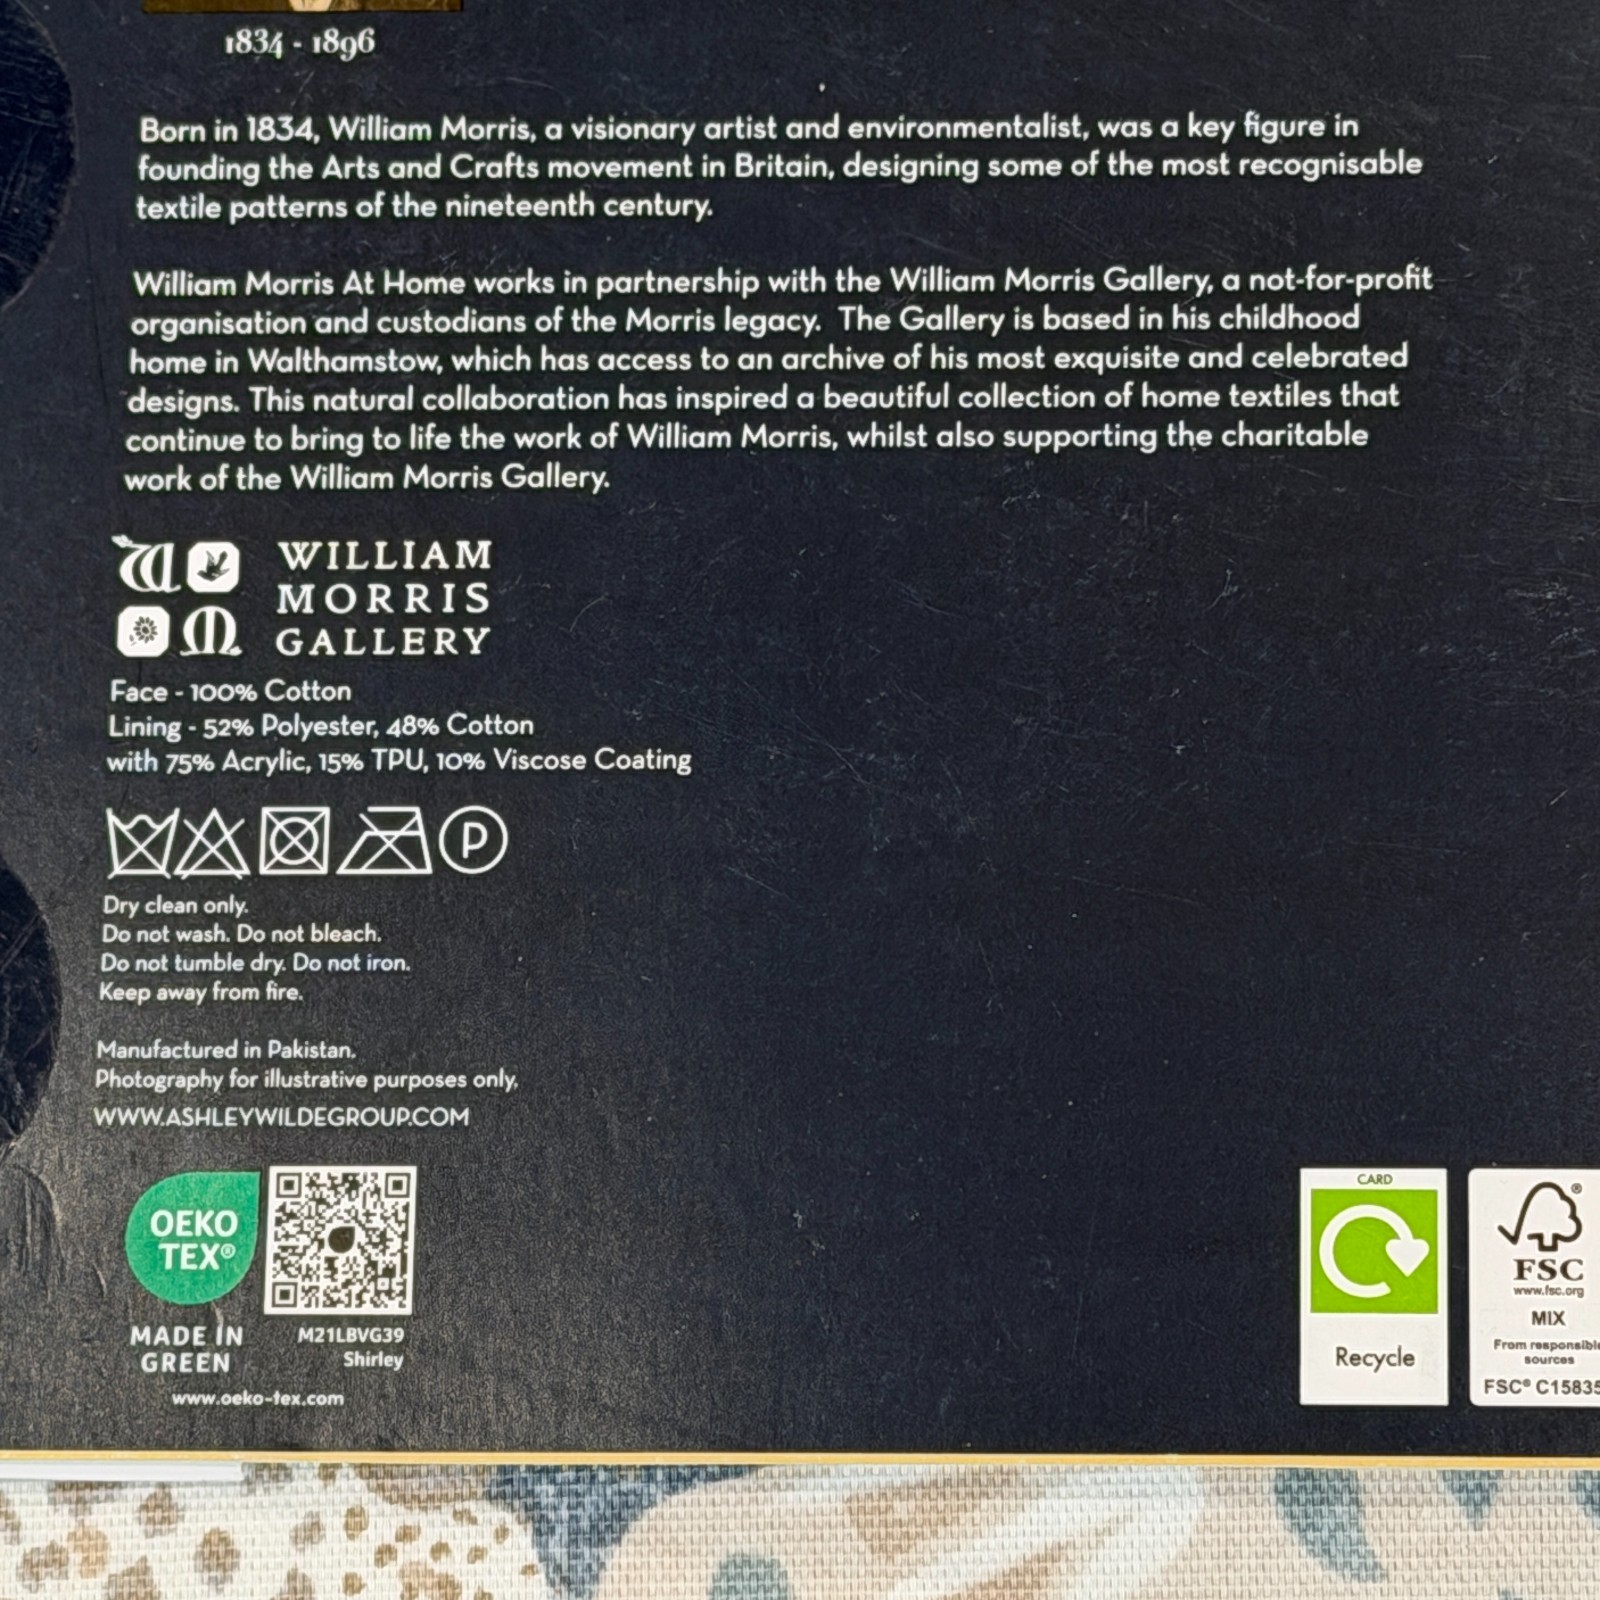 1834 - 1896
Born in 1834, William Morris, a visionary artist and environmentalist, was a key figure in
founding the Arts and Crafts movement in Britain, designing some of the most recognisable
textile patterns of the nineteenth century.
William Morris At Home works in partnership with the William Morris Gallery, a not-for-profit
organisation and custodians of the Morris legacy. The Gallery is based in his childhood
home in Walthamstow, which has access to an archive of his most exquisite and celebrated
designs. This natural collaboration has inspired a beautiful collection of home textiles that
continue to bring to life the work of William Morris, whilst also supporting the charitable
work of the William Morris Gallery.
W
M
WILLIAM
MORRIS
GALLERY
Face - 100% Cotton
Lining - 52% Polyester, 48% Cotton
with 75% Acrylic, 15% TPU, 10% Viscose Coating
P
Dry clean only.
Do not wash. Do not bleach.
Do not tumble dry. Do not iron.
Keep away from fire.
Manufactured in Pakistan.
Photography for illustrative purposes only,
WWW.ASHLEYWILDEGROUP.COM
OEKO
TEX®
MADE IN
GREEN
M21LBVG39
Shirley
www.oeko-tex.com
CARD
Recycle
®
FSC
www.fsc.org
MIX
From responsible
sources
FSC® C15835